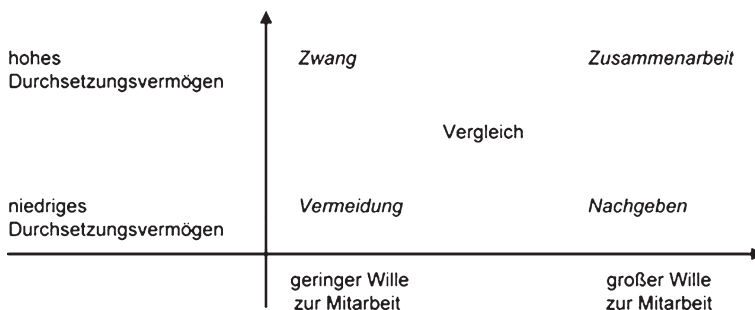 hohes
Durchsetzungsvermögen
Zwang
Zusammenarbeit
Vergleich
niedriges
Durchsetzungsvermögen
Vermeidung
Nachgeben
geringer Wille
zur Mitarbeit
großer Wille
zur Mitarbeit